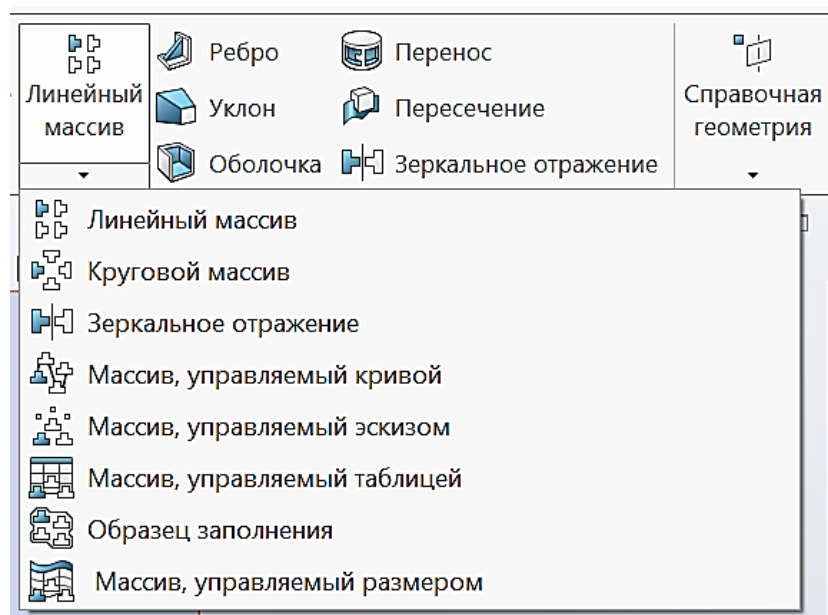 Линейный
массив
Ребро
Уклон
Оболочка
Перенос
Пересечение
Зеркальное отражение
Справочная
геометрия
Линейный массив
Круговой массив
Зеркальное отражение
Массив, управляемый кривой
Массив, управляемый эскизом
Массив, управляемый таблицей
Образец заполнения
Массив, управляемый размером